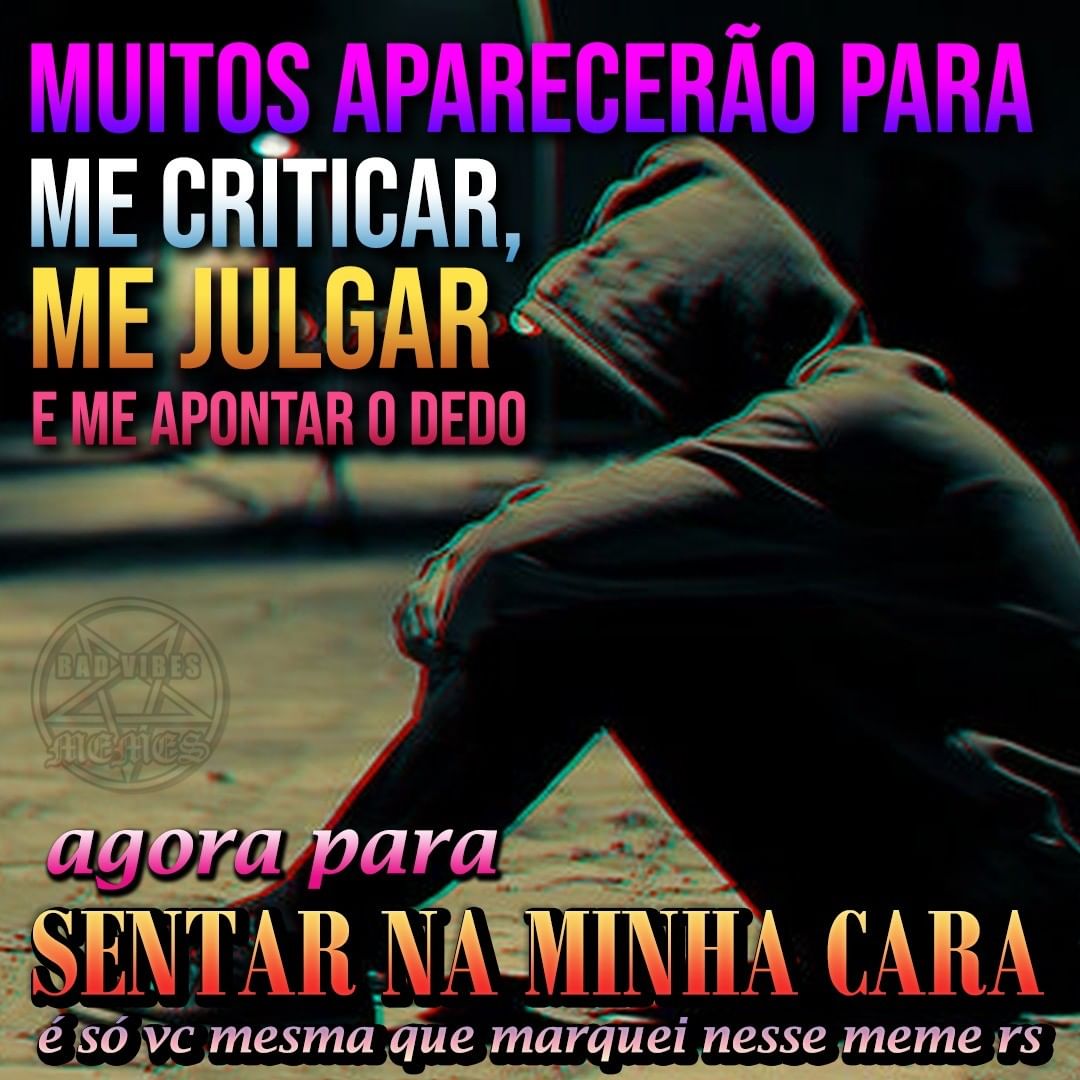 MUITOS APARECERÃO PARA
ME CRITICAR,
ME JULGAR
E ME APONTAR O DEDO
BAD VIBES
MEMES
agora para
SENTAR NA MINHA CARA
é só vc mesma que marquei nesse meme rs